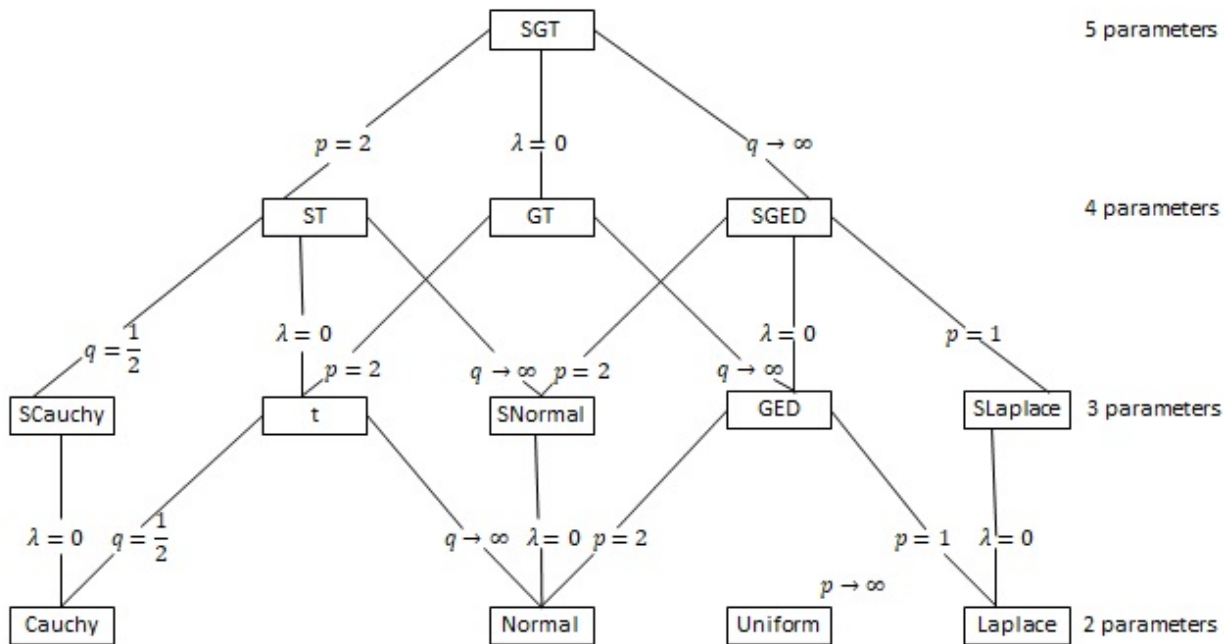 SGT 5 parameters
p = 2 λ = 0 q → ∞
ST GT SGED 4 parameters
q = 1/2 λ = 0 p = 2 q → ∞ p = 2 q → ∞ λ = 0 p = 1
SCauchy t SNormal GED SLaplace 3 parameters
λ = 0 q = 1/2 q → ∞ λ = 0 p = 2 p = 1 λ = 0
p → ∞
Cauchy Normal Uniform Laplace 2 parameters